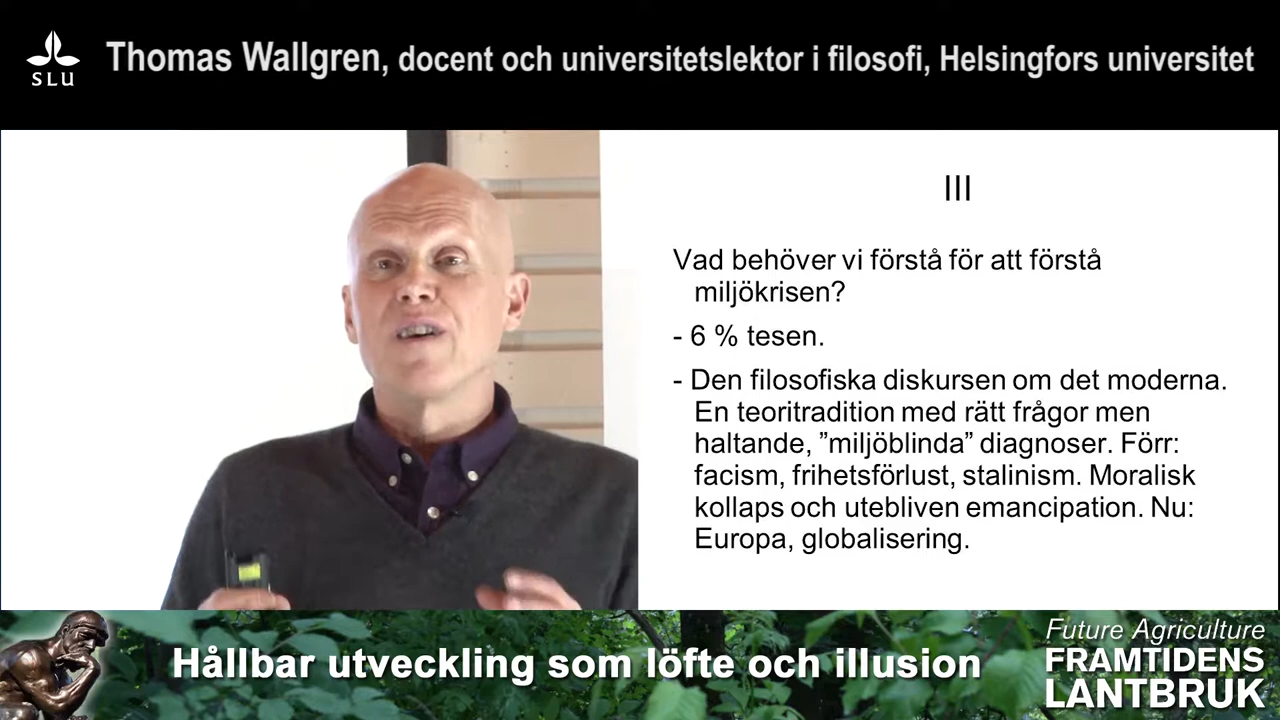 SLU
Thomas Wallgren, docent och universitetslektor i filosofi, Helsingfors universitet
III
Vad behöver vi förstå för att förstå
miljökrisen?
- 6 % tesen.
- Den filosofiska diskursen om det moderna.
En teoritradition med rätt frågor men
haltande, ”miljöblinda” diagnoser. Förr:
facism, frihetsförlust, stalinism. Moralisk
kollaps och utebliven emancipation. Nu:
Europa, globalisering.
Hållbar utveckling som löfte och illusion
Future Agriculture
FRAMTIDENS
LANTBRUK